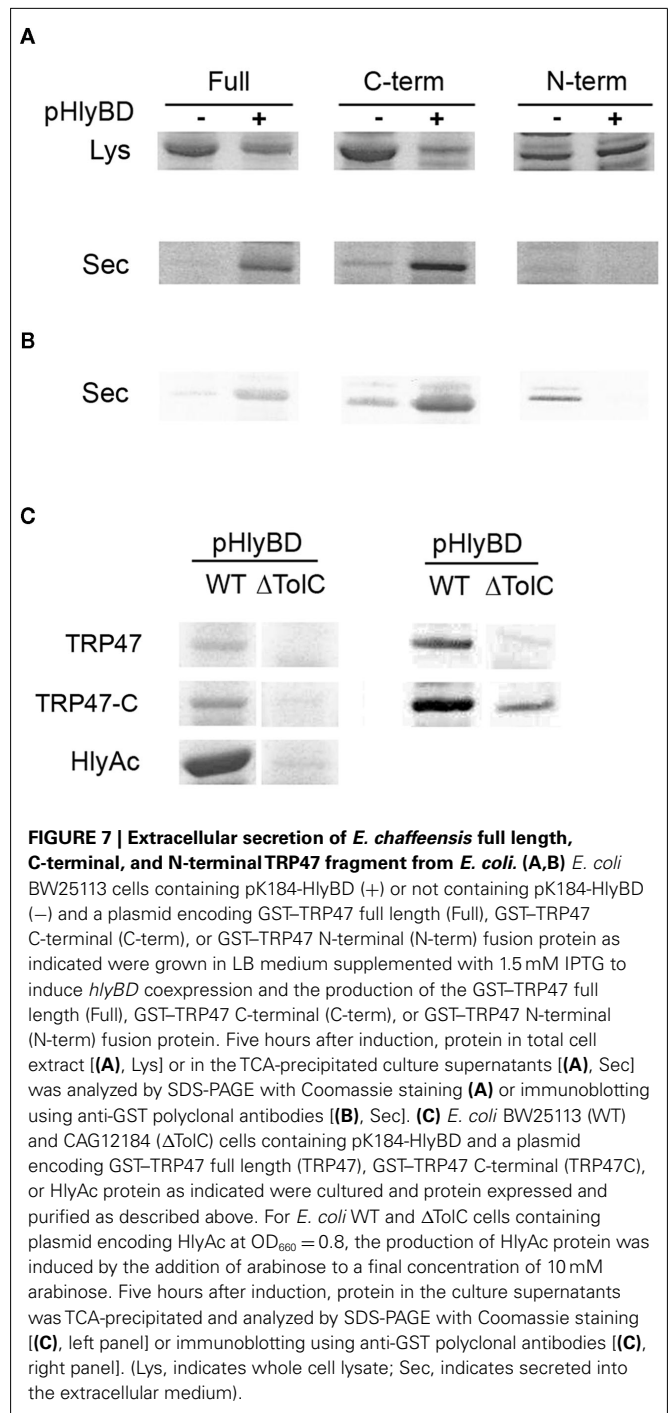 A
Full C-term N-term
pHlyBD - + - + - +
Lys
Sec
B
Sec
C
pHlyBD pHlyBD
WT ΔTolC WT ΔTolC
TRP47
TRP47-C
HlyAc
FIGURE 7 | Extracellular secretion of E. chaffeensis full length,
C-terminal, and N-terminal TRP47 fragment from E. coli. (A,B) E. coli
BW25113 cells containing pK184-HlyBD (+) or not containing pK184-HlyBD
(−) and a plasmid encoding GST–TRP47 full length (Full), GST–TRP47
C-terminal (C-term), or GST–TRP47 N-terminal (N-term) fusion protein as
indicated were grown in LB medium supplemented with 1.5 mM IPTG to
induce hlyBD coexpression and the production of the GST–TRP47 full
length (Full), GST–TRP47 C-terminal (C-term), or GST–TRP47 N-terminal
(N-term) fusion protein. Five hours after induction, protein in total cell
extract [(A), Lys] or in the TCA-precipitated culture supernatants [(A), Sec]
was analyzed by SDS-PAGE with Coomassie staining (A) or immunoblotting
using anti-GST polyclonal antibodies [(B), Sec]. (C) E. coli BW25113 (WT)
and CAG12184 (ΔTolC) cells containing pK184-HlyBD and a plasmid
encoding GST–TRP47 full length (TRP47), GST–TRP47 C-terminal (TRP47C),
or HlyAc protein as indicated were cultured and protein expressed and
purified as described above. For E. coli WT and ΔTolC cells containing
plasmid encoding HlyAc at OD660 = 0.8, the production of HlyAc protein was
induced by the addition of arabinose to a final concentration of 10 mM
arabinose. Five hours after induction, protein in the culture supernatants
was TCA-precipitated and analyzed by SDS-PAGE with Coomassie staining
[(C), left panel] or immunoblotting using anti-GST polyclonal antibodies [(C),
right panel]. (Lys, indicates whole cell lysate; Sec, indicates secreted into
the extracellular medium).